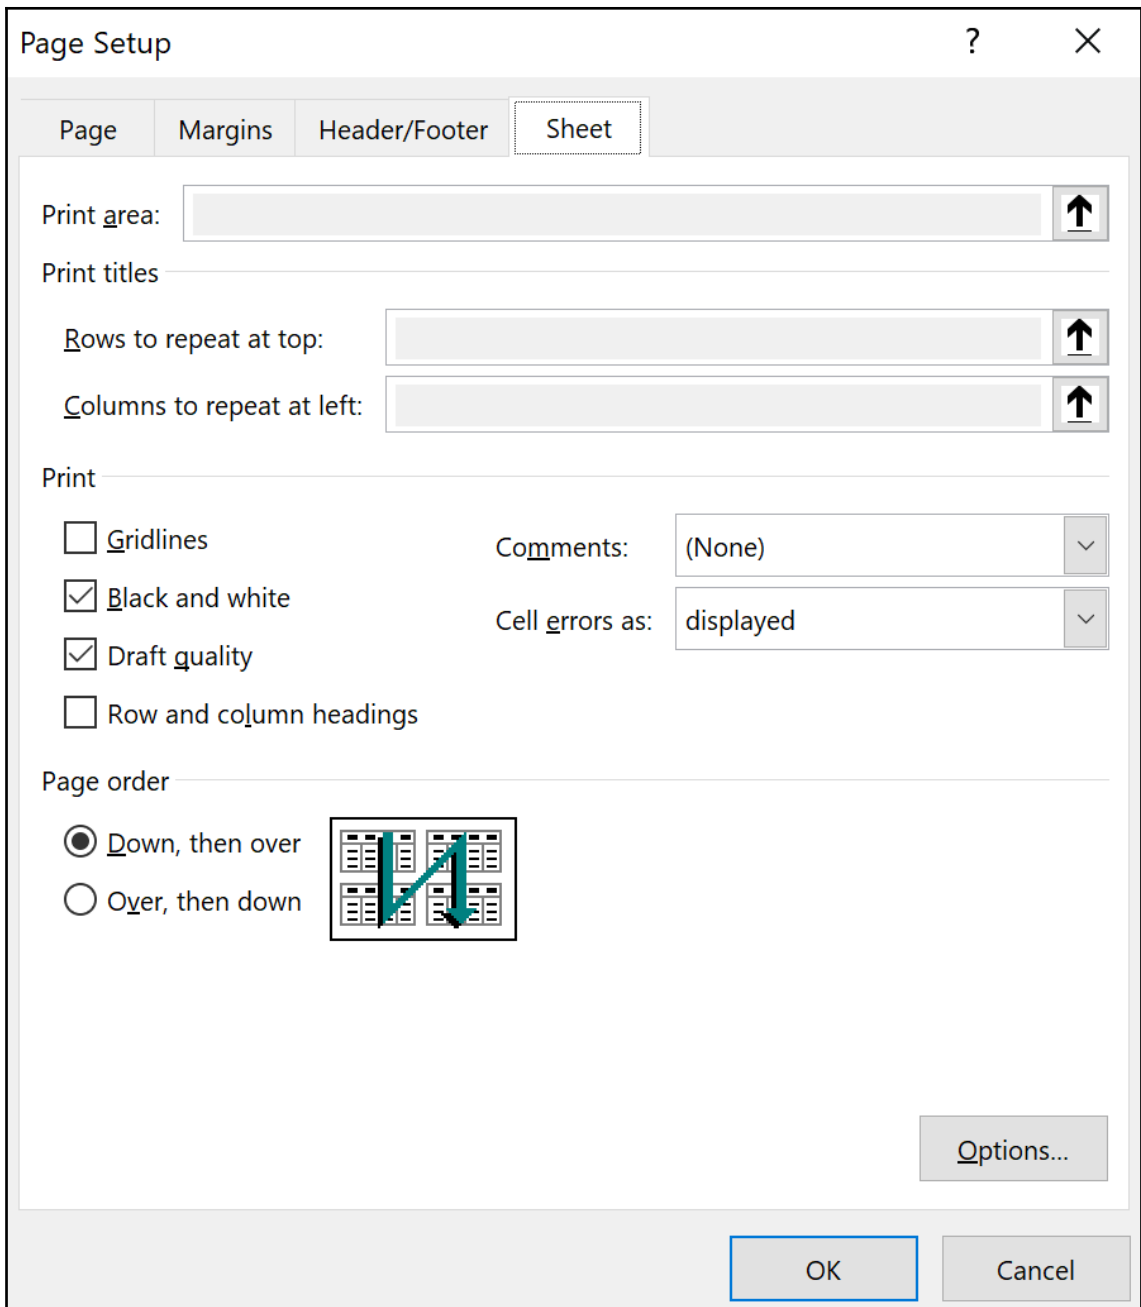 Page Setup ?
Page Margins Header/Footer Sheet
Print area:
Print titles
Rows to repeat at top:
Columns to repeat at left:
Print
Gridlines
Comments: (None)
Black and white
Cell errors as: displayed
Draft quality
Row and column headings
Page order
Down, then over
Over, then down
Options...
OK Cancel